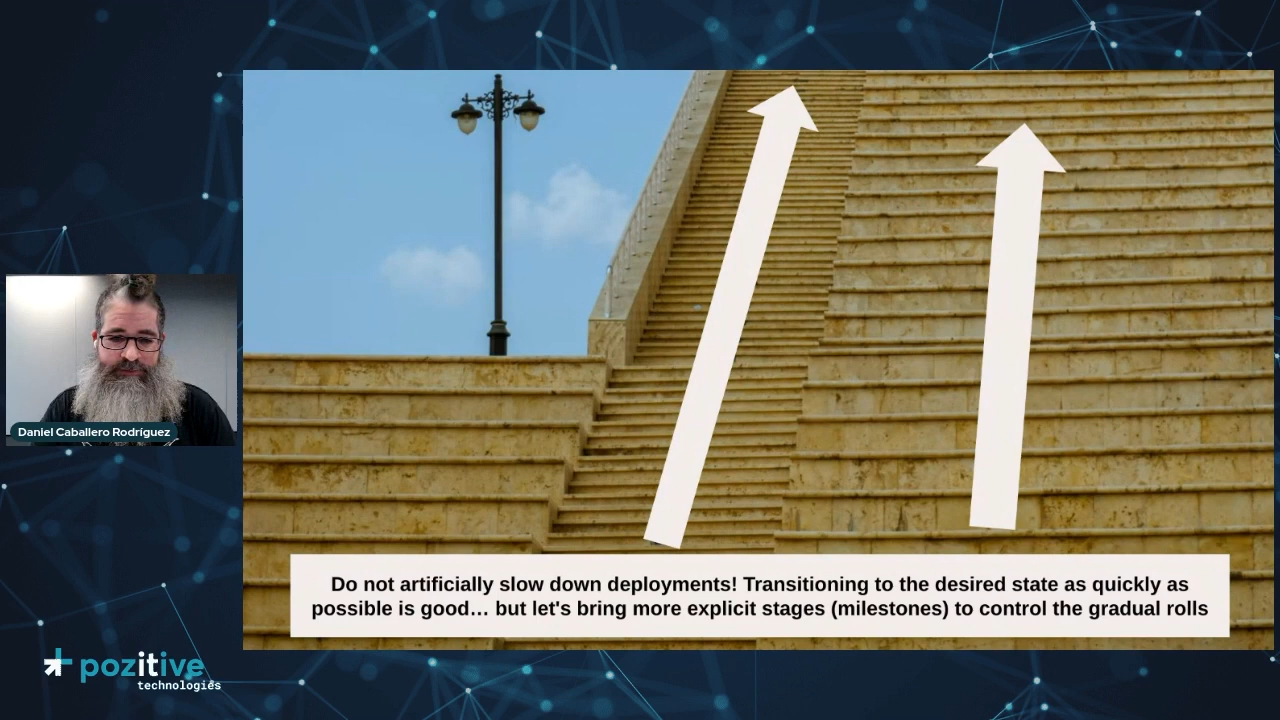 Do not artificially slow down deployments! Transitioning to the desired state as quickly as
possible is good… but let's bring more explicit stages (milestones) to control the gradual rolls
Daniel Caballero Rodríguez
pozitive
technologies